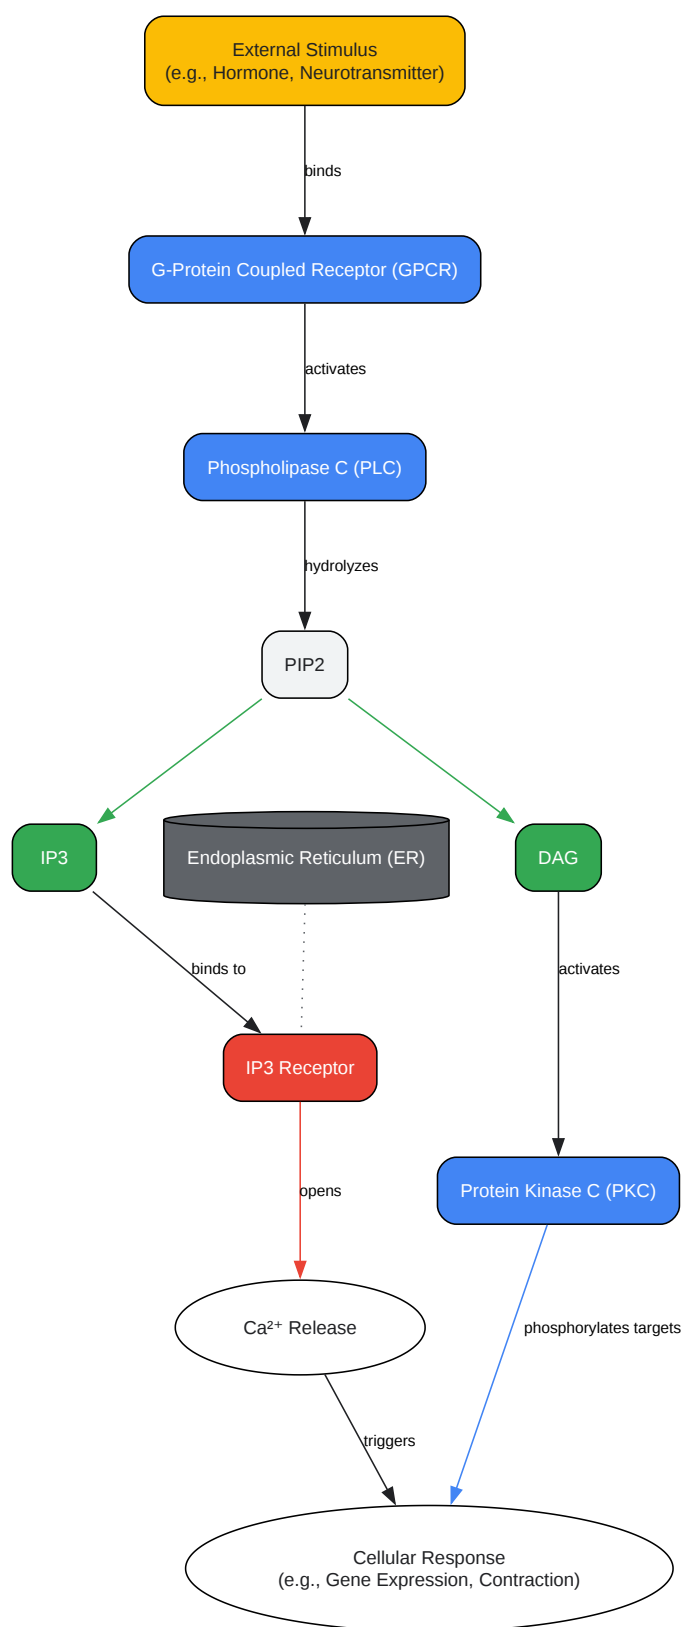 External Stimulus
(e.g., Hormone, Neurotransmitter)
binds
G-Protein Coupled Receptor (GPCR)
activates
Phospholipase C (PLC)
hydrolyzes
PIP2
IP3
Endoplasmic Reticulum (ER)
DAG
binds to
activates
IP3 Receptor
opens
Protein Kinase C (PKC)
Ca²⁺ Release
phosphorylates targets
triggers
Cellular Response
(e.g., Gene Expression, Contraction)